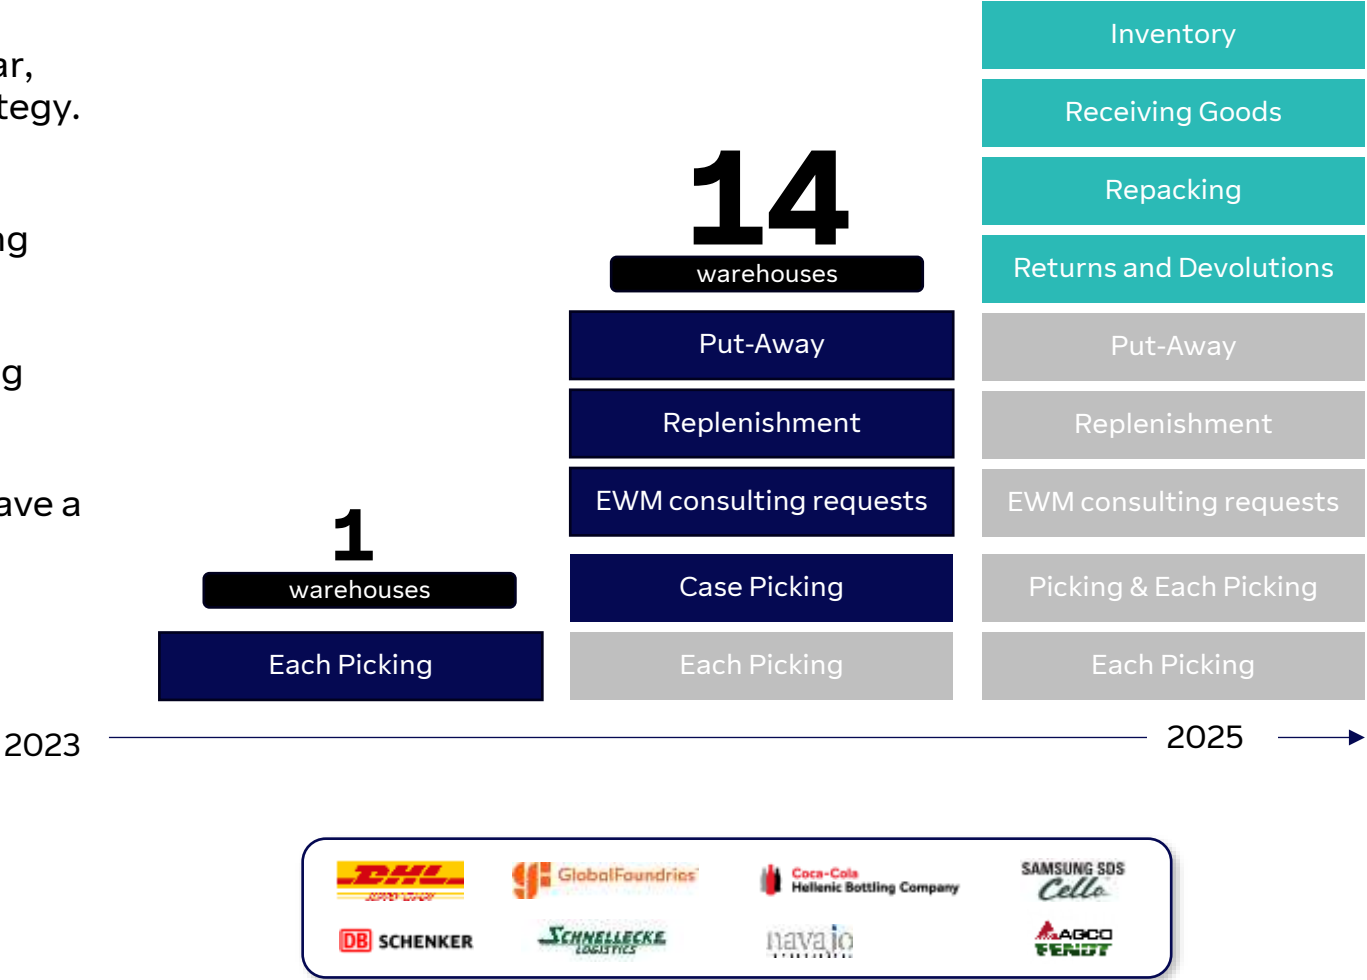 ar,
tegy.
ng
g
ave a
1
warehouses
Each Picking
14
warehouses
Put-Away
Replenishment
EWM consulting requests
Case Picking
Each Picking
Inventory
Receiving Goods
Repacking
Returns and Devolutions
Put-Away
Replenishment
EWM consulting requests
Picking & Each Picking
Each Picking
2023
2025
DHL
GlobalFoundries
Coca-Cola
Hellenic Bottling Company
SAMSUNG SDS
Cello
DB SCHENKER
SCHNELLECKE
LOGISTICS
navajo
AGCO
FENDT